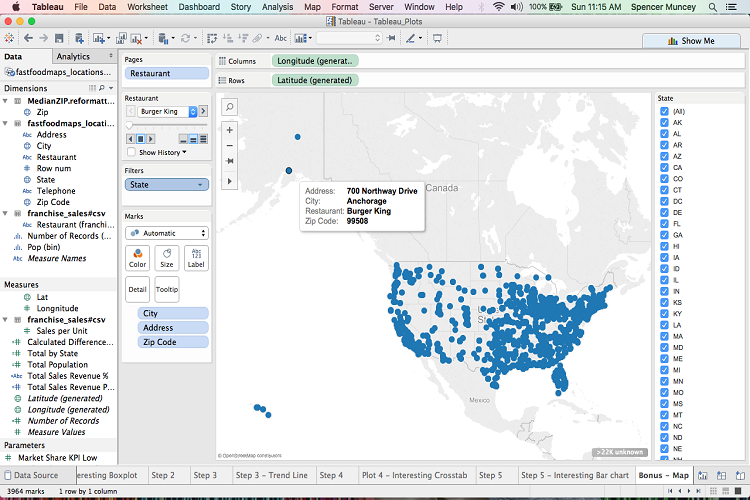 Tableau File Data Worksheet Dashboard Story Analysis Map Format Server Window Help 100% Sun 11:15 AM Spencer Muncey
Tableau - Tableau_Plots
Abc
Show Me
Data Analytics
fastfoodmaps_locations...
Dimensions
MedianZIP.reformatt...
Zip
fastfoodmaps_locati...
Address
City
Restaurant
Row num
State
Telephone
Zip Code
franchise_sales#csv
Restaurant (franchi...
Number of Records (...
Pop (bin)
Measure Names
Measures
Lat
Longnitude
franchise_sales#csv
Sales per Unit
Calculated Difference...
Total by State
Total Population
Total Sales Revenue %
Total Sales Revenue P...
Latitude (generated)
Longitude (generated)
Number of Records
Measure Values
Parameters
Market Share KPI Low
Pages
Restaurant
Restaurant
Burger King
Show History
Filters
State
Marks
Automatic
Color Size Label
Detail Tooltip
City
Address
Zip Code
Columns Longitude (generat..
Rows Latitude (generated)
Canada
Address: 700 Northway Drive
City: Anchorage
Restaurant: Burger King
Zip Code: 99508
Mexico
© OpenStreetMap contributors
>22K unknown
State
(All)
AK
AL
AR
AZ
CA
CO
CT
DC
DE
FL
GA
HI
IA
ID
IL
IN
KS
KY
LA
MA
MD
ME
MI
MN
MO
MS
MT
NC
ND
NE
NH
Data Source eresting Boxplot Step 2 Step 3 Step 3 - Trend Line Step 4 Plot 4 - Interesting Crosstab Step 5 Step 5 - Interesting Bar chart Bonus - Map
3964 marks 1 row by 1 column